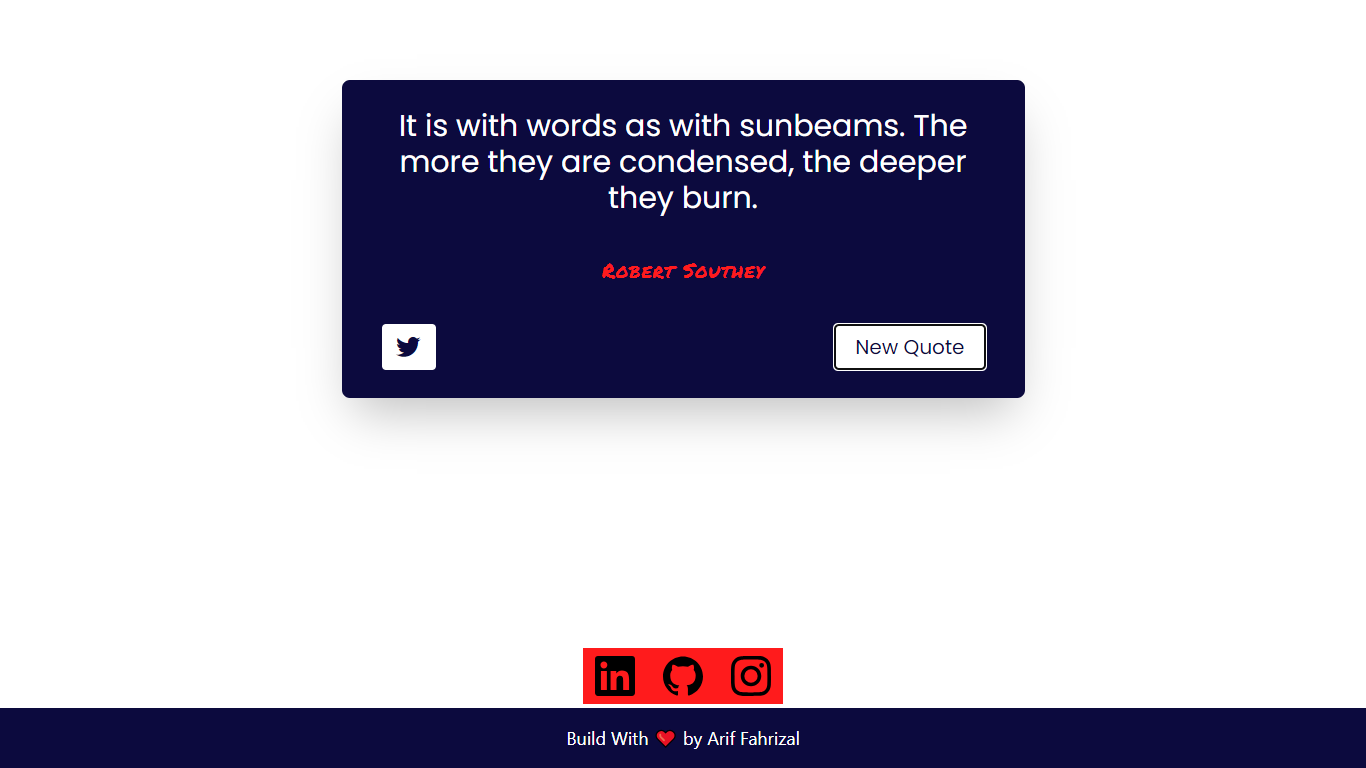 It is with words as with sunbeams. The
more they are condensed, the deeper
they burn.
Robert Southey
New Quote
in
Build With ❤️ by Arif Fahrizal